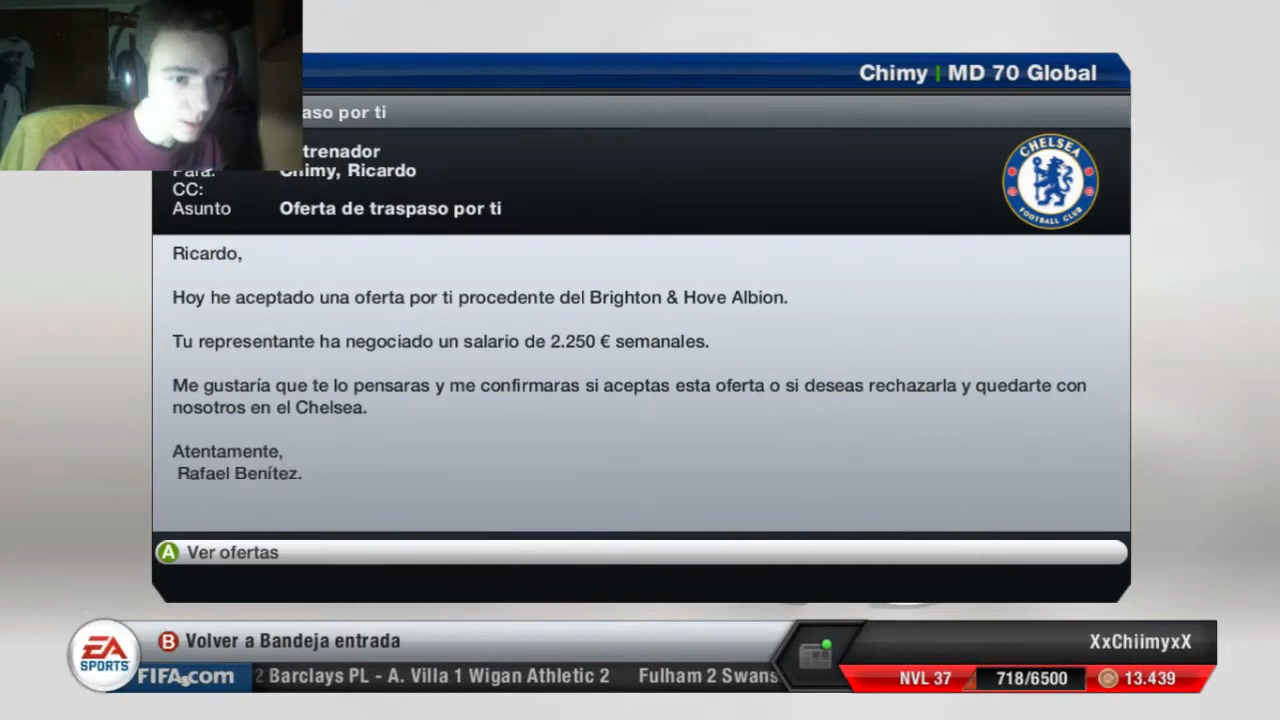 Chimy | MD 70 Global
aso por ti
trenador
Para: Chimy, Ricardo
CC:
Asunto Oferta de traspaso por ti
CHELSEA
FOOTBALL CLUB
Ricardo,
Hoy he aceptado una oferta por ti procedente del Brighton & Hove Albion.
Tu representante ha negociado un salario de 2.250 € semanales.
Me gustaría que te lo pensaras y me confirmaras si aceptas esta oferta o si deseas rechazarla y quedarte con
nosotros en el Chelsea.
Atentamente,
Rafael Benítez.
A Ver ofertas
B Volver a Bandeja entrada
XxChiimyxX
EA
SPORTS
FIFA.com
2 Barclays PL - A. Villa 1 Wigan Athletic 2 Fulham 2 Swans
NVL 37 718/6500 13.439